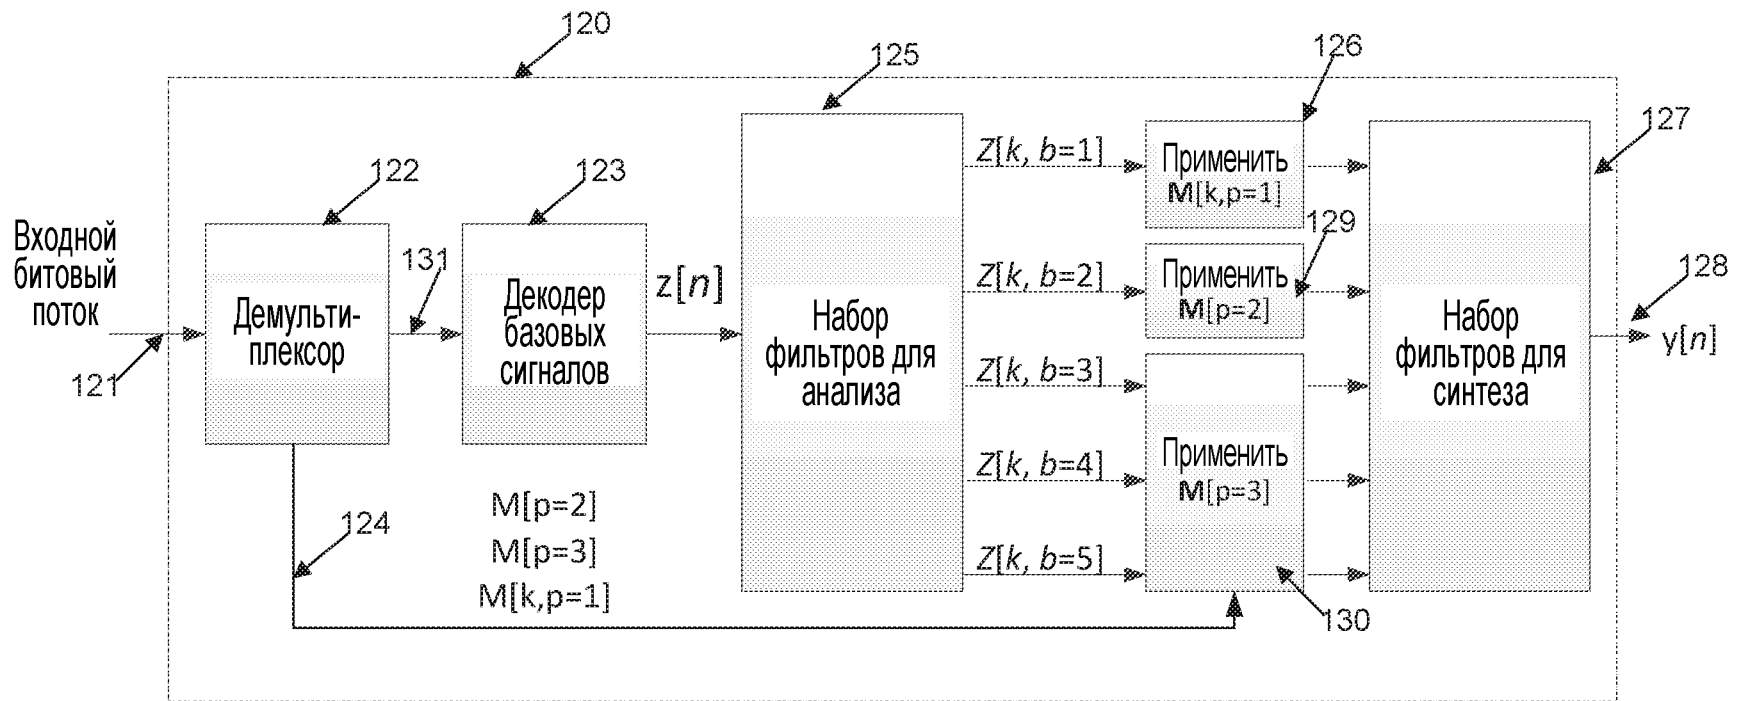 120
125
126
127
Z[k, b=1]
Применить
M[k,p=1]
122
123
129
Входной
битовый
поток
131
z[n]
Z[k, b=2]
Применить
M[p=2]
128
Демульти-
плексор
Декодер
базовых
сигналов
Набор
фильтров для
анализа
Набор
фильтров для
синтеза
y[n]
121
Z[k, b=3]
Z[k, b=4]
Применить
M[p=3]
124
M[p=2]
M[p=3]
M[k,p=1]
Z[k, b=5]
130